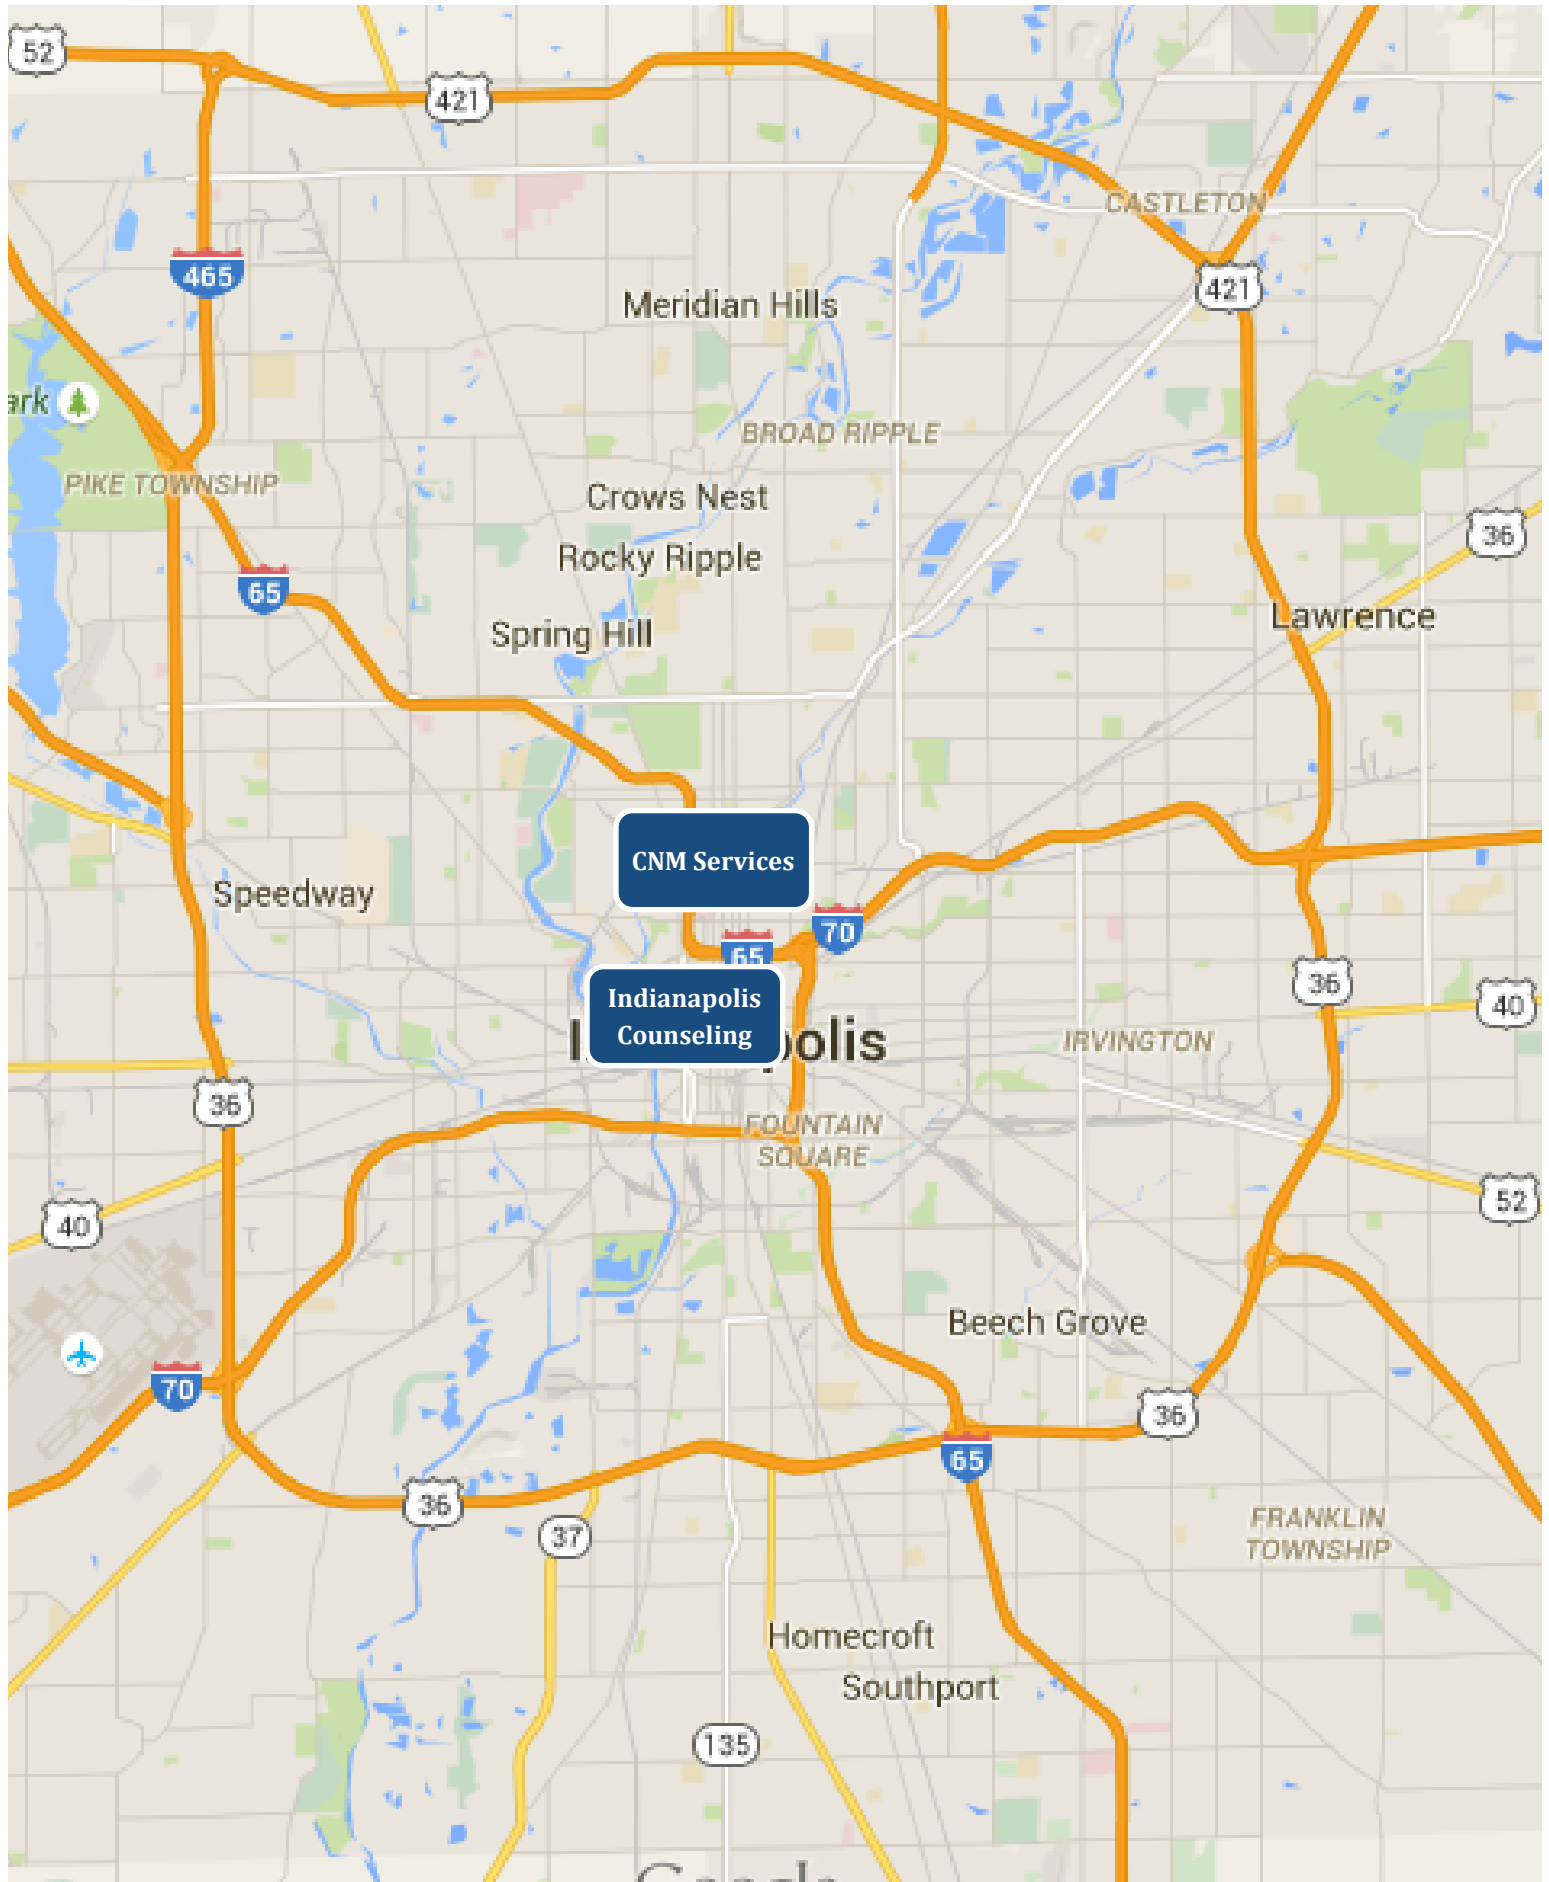 52
421
CASTLETON
465
421
Meridian Hills
ark
BROAD RIPPLE
PIKE TOWNSHIP
Crows Nest
36
Rocky Ripple
65
Lawrence
Spring Hill
CNM Services
Speedway
70
65
36
40
Indianapolis
Counseling
polis
IRVINGTON
36
FOUNTAIN
SQUARE
40
52
Beech Grove
70
36
65
36
37
FRANKLIN
TOWNSHIP
Homecroft
Southport
135